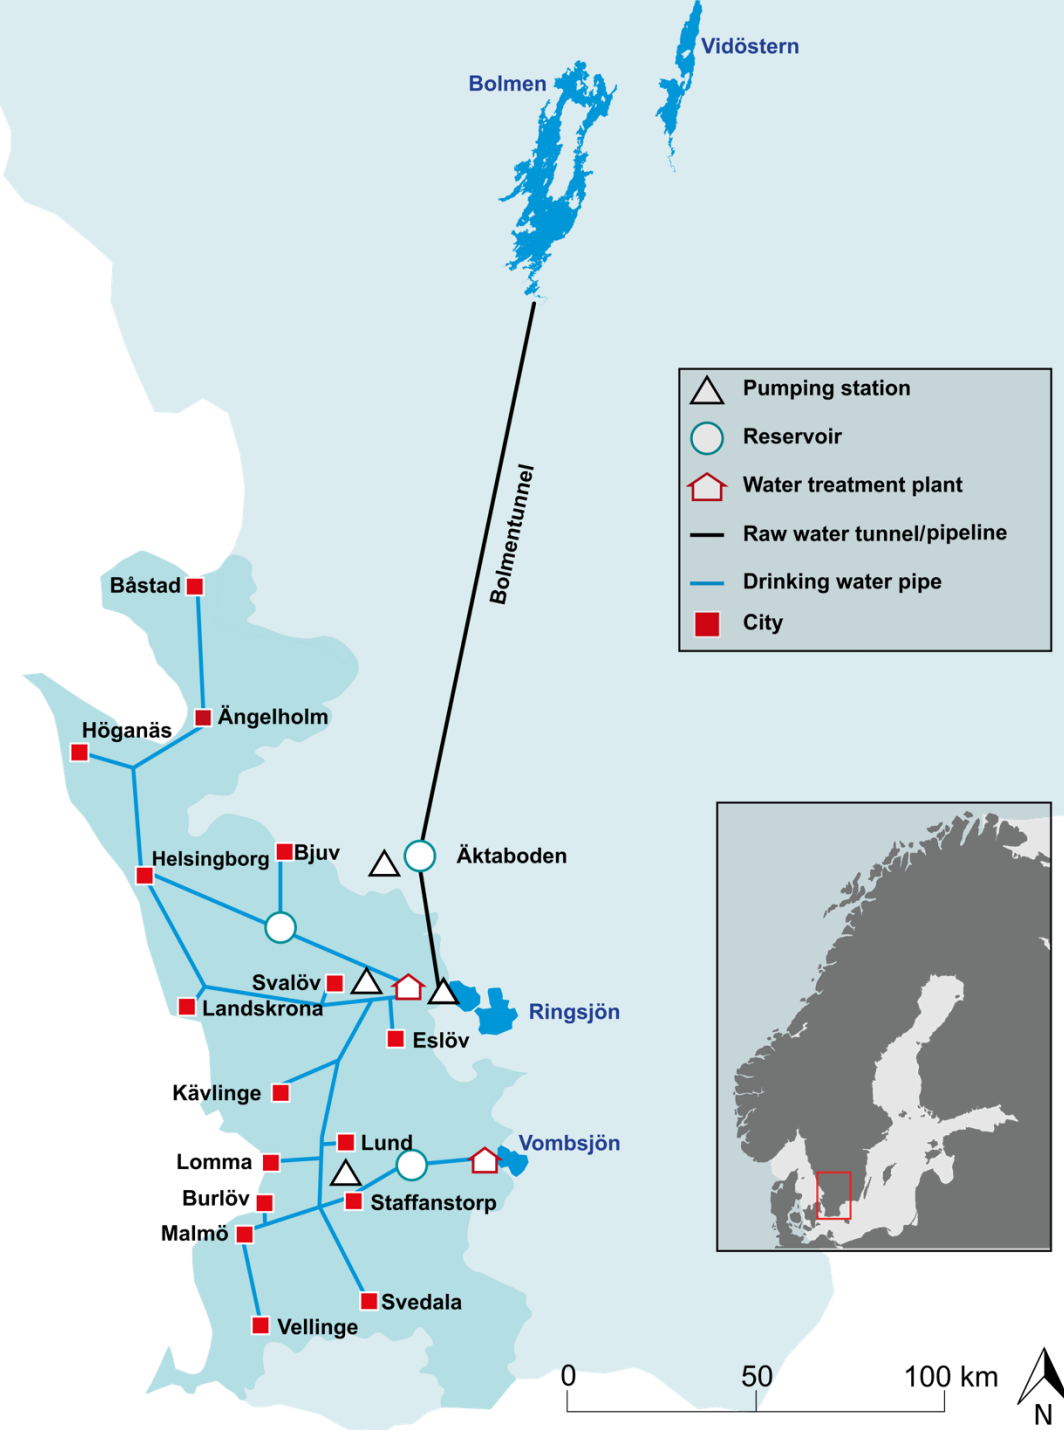 Vidöstern
Bolmen
Bolmentunnel
Pumping station
Reservoir
Water treatment plant
Raw water tunnel/pipeline
Drinking water pipe
City
Båstad
Ängelholm
Höganäs
Helsingborg
Bjuv
Äktaboden
Svalöv
Landskrona
Ringsjön
Eslöv
Kävlinge
Lund
Vombsjön
Lomma
Burlöv
Staffanstorp
Malmö
Svedala
Vellinge
0 50 100 km
N